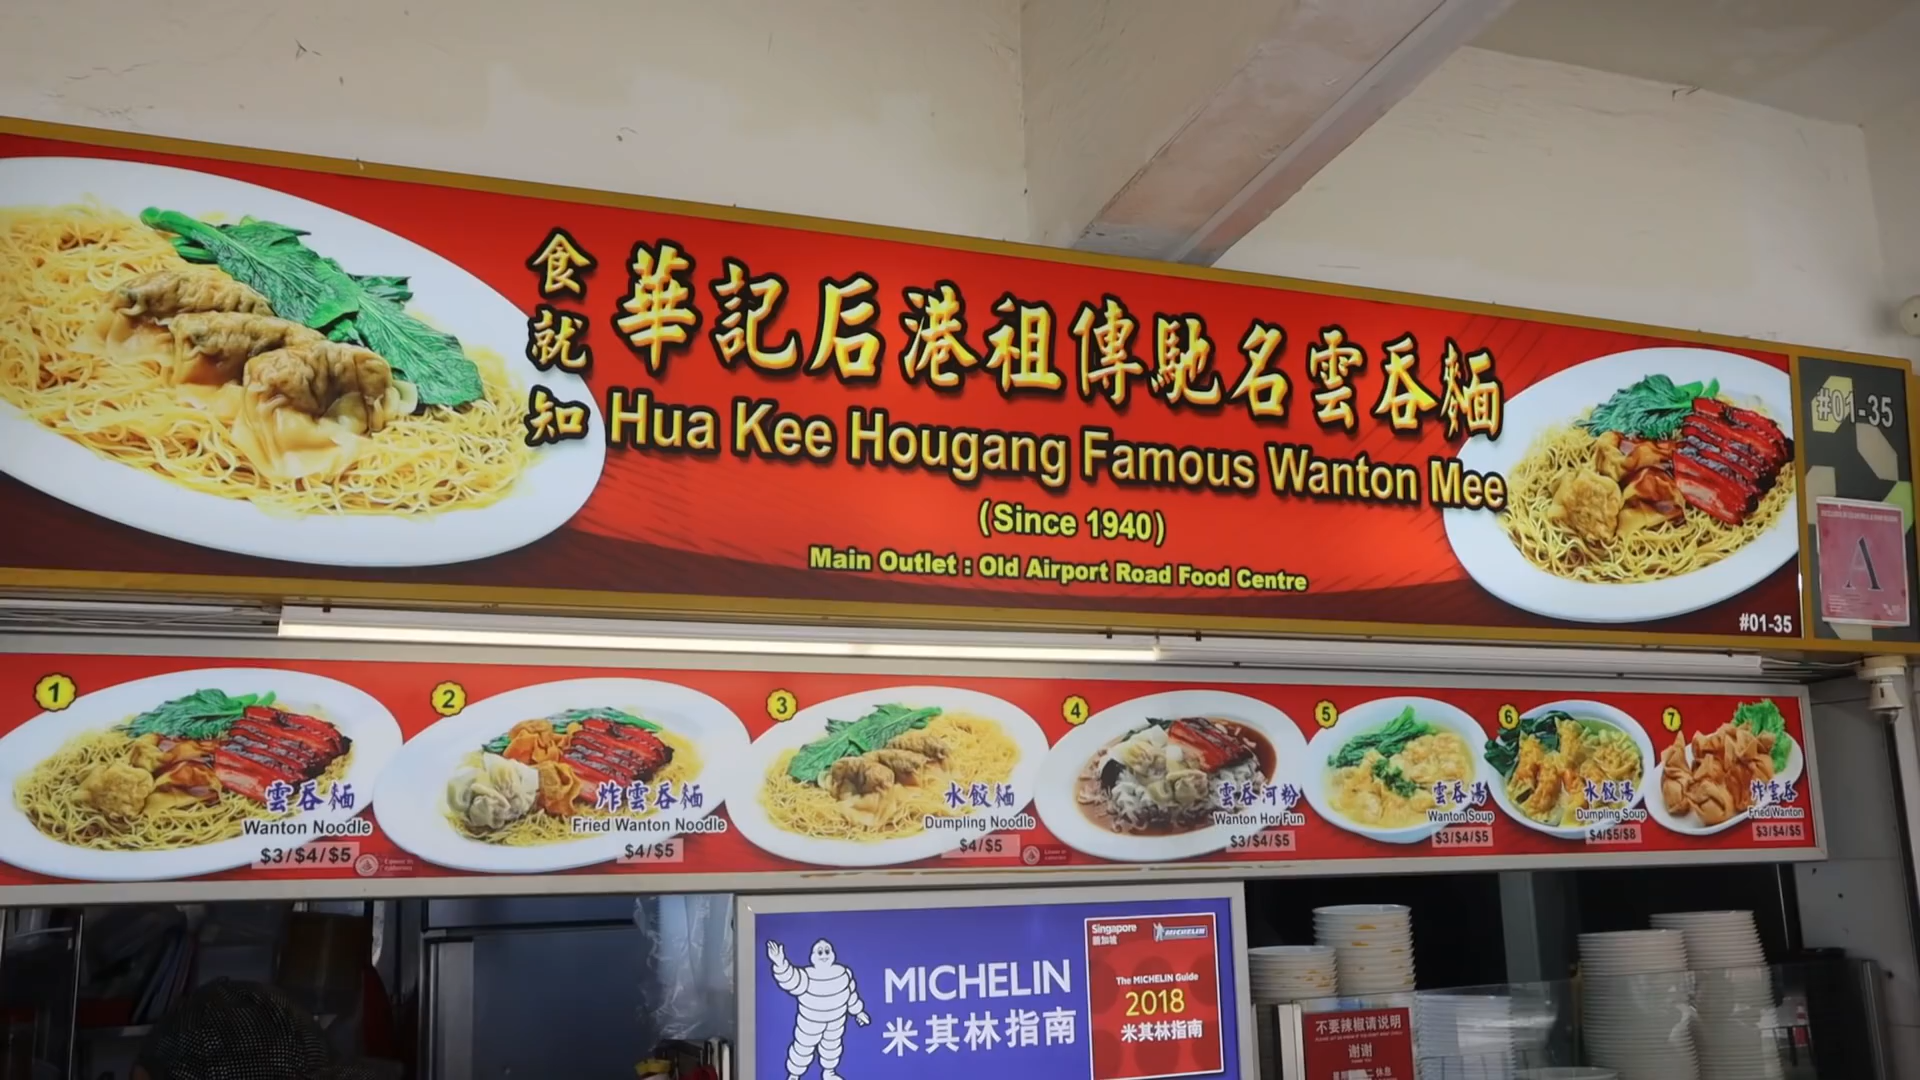 食就知
華記后港祖傳馳名雲吞麵
Hua Kee Hougang Famous Wanton Mee
(Since 1940)
Main Outlet : Old Airport Road Food Centre
#01-35
#01-35
A
1
雲吞麵
Wanton Noodle
$3/$4/$5
2
炸雲吞麵
Fried Wanton Noodle
$4/$5
3
水餃麵
Dumpling Noodle
$4/$5
4
雲吞河粉
Wanton Hor Fun
$3/$4/$5
5
雲吞湯
Wanton Soup
$3/$4/$5
6
水餃湯
Dumpling Soup
$4/$5/$8
7
炸雲吞
Fried Wanton
$3/$4/$5
MICHELIN
米其林指南
Singapore
新加坡
MICHELIN
The MICHELIN Guide
2018
米其林指南
不要辣椒请说明
谢谢